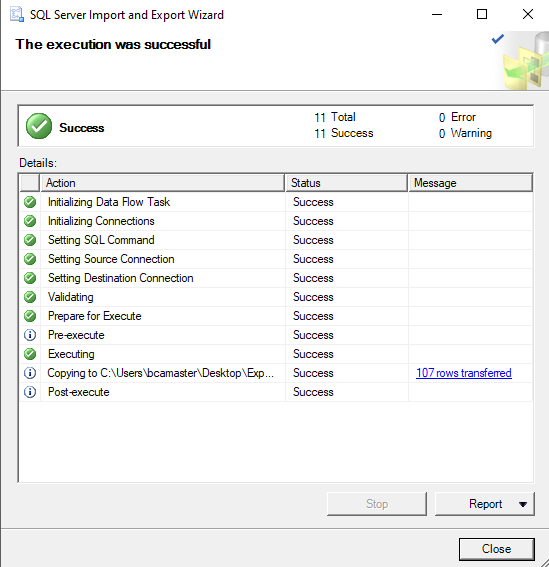 SQL Server Import and Export Wizard
The execution was successful
Success
11 Total 0 Error
11 Success 0 Warning
Details:
Action Status Message
Initializing Data Flow Task Success
Initializing Connections Success
Setting SQL Command Success
Setting Source Connection Success
Setting Destination Connection Success
Validating Success
Prepare for Execute Success
Pre-execute Success
Executing Success
Copying to C:\Users\bcamaster\Desktop\Exp... Success 107 rows transferred
Post-execute Success
Stop Report
Close